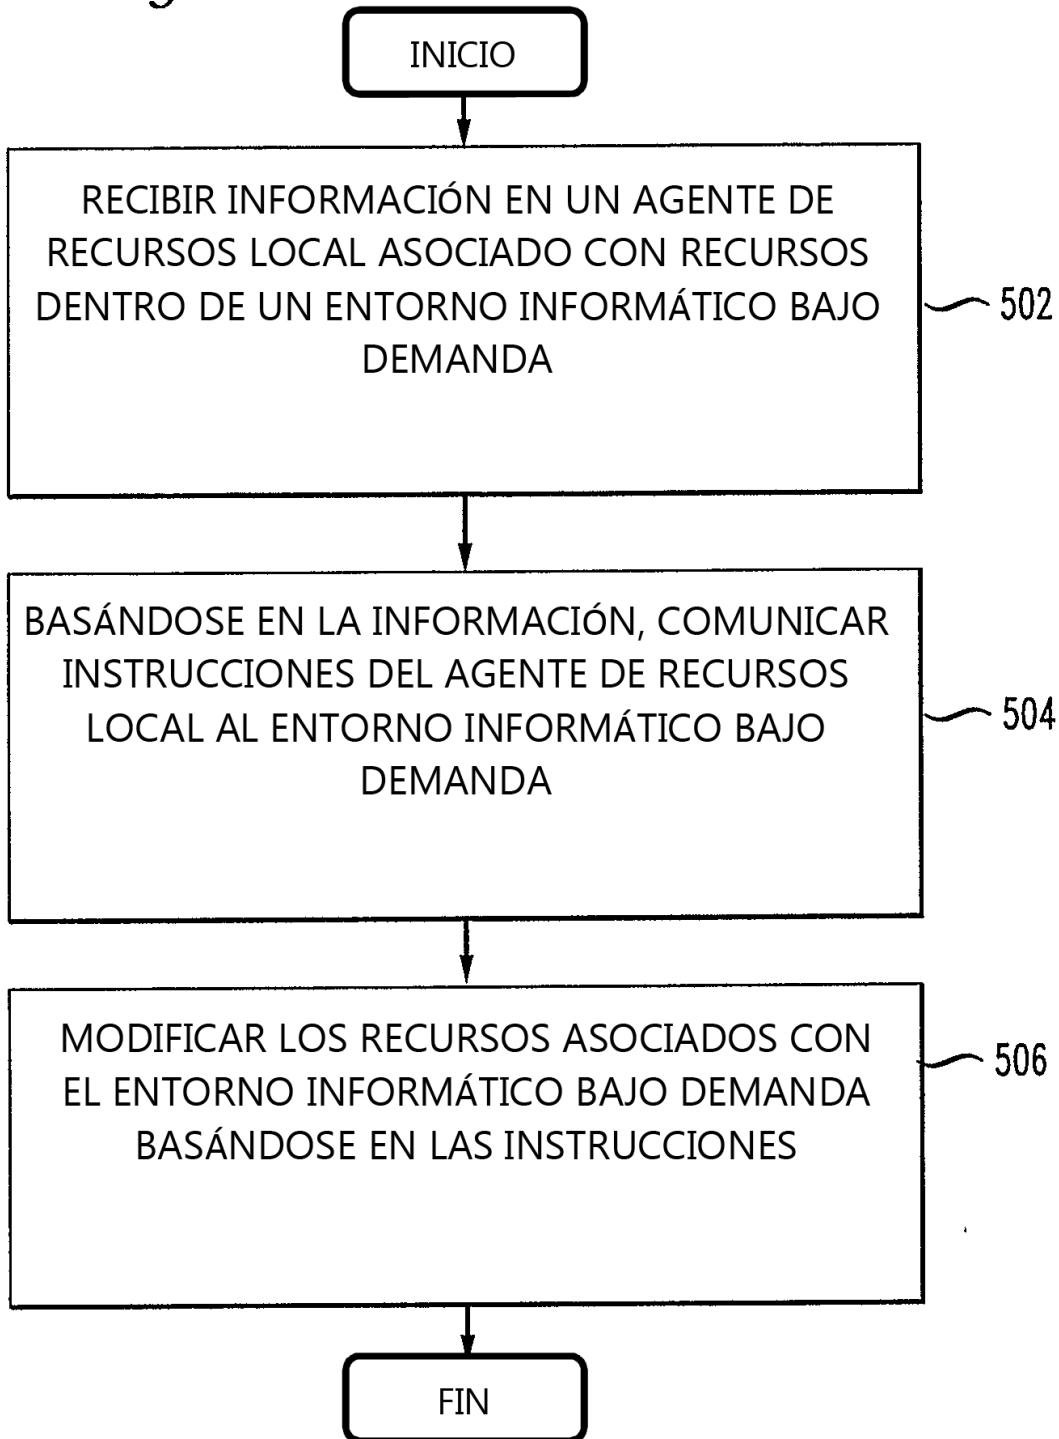 INICIO
RECIBIR INFORMACIÓN EN UN AGENTE DE
RECURSOS LOCAL ASOCIADO CON RECURSOS
DENTRO DE UN ENTORNO INFORMÁTICO BAJO
DEMANDA
502
BASÁNDOSE EN LA INFORMACIÓN, COMUNICAR
INSTRUCCIONES DEL AGENTE DE RECURSOS
LOCAL AL ENTORNO INFORMÁTICO BAJO
DEMANDA
504
MODIFICAR LOS RECURSOS ASOCIADOS CON
EL ENTORNO INFORMÁTICO BAJO DEMANDA
BASÁNDOSE EN LAS INSTRUCCIONES
506
FIN